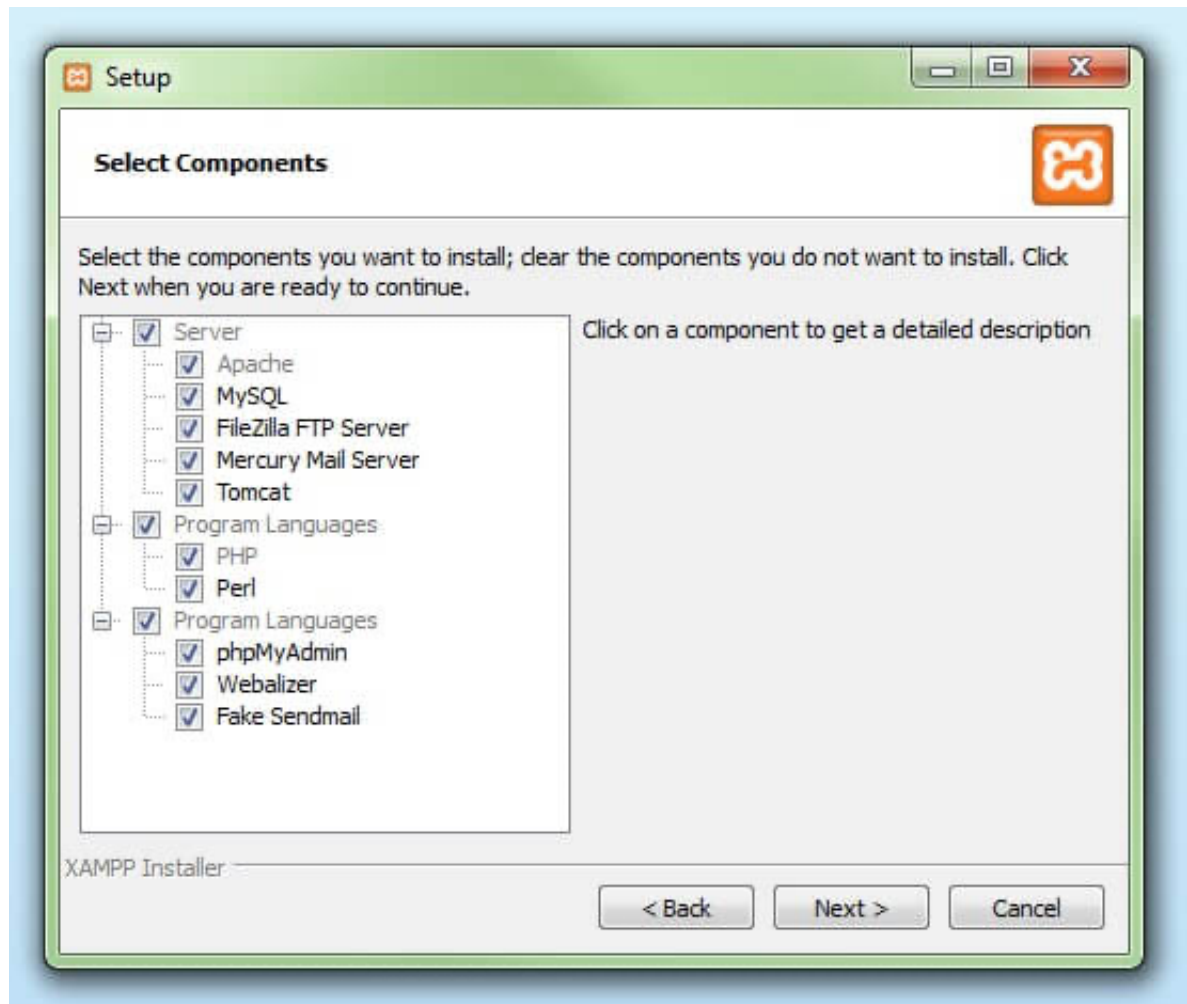 Setup
Select Components
Select the components you want to install; clear the components you do not want to install. Click
Next when you are ready to continue.
Server
Apache
MySQL
FileZilla FTP Server
Mercury Mail Server
Tomcat
Program Languages
PHP
Perl
Program Languages
phpMyAdmin
Webalizer
Fake Sendmail
Click on a component to get a detailed description
XAMPP Installer
< Back
Next >
Cancel